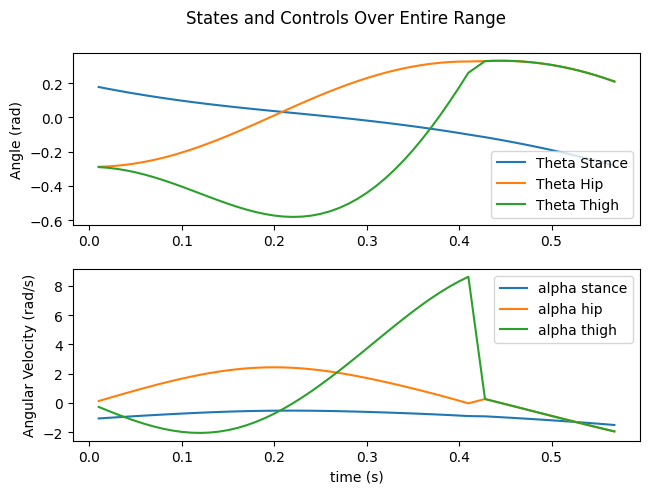 States and Controls Over Entire Range
Angle (rad)
0.2
0.0
−0.2
−0.4
−0.6
0.0 0.1 0.2 0.3 0.4 0.5
Theta Stance
Theta Hip
Theta Thigh
Angular Velocity (rad/s)
8
6
4
2
0
−2
0.0 0.1 0.2 0.3 0.4 0.5
alpha stance
alpha hip
alpha thigh
time (s)